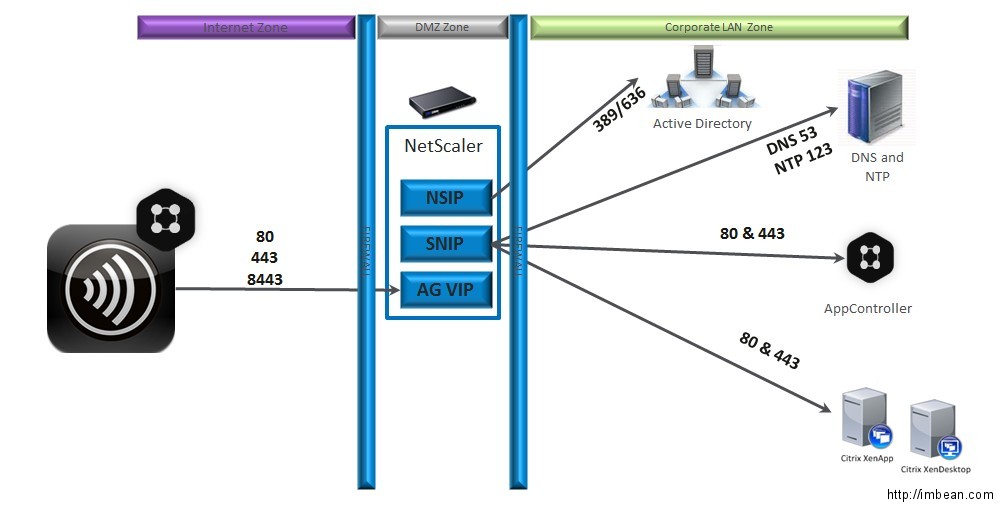 Internet Zone
DMZ Zone
Corporate LAN Zone
NetScaler
NSIP
SNIP
AG VIP
80
443
8443
389/636
Active Directory
DNS 53
NTP 123
DNS and
NTP
80 & 443
AppController
80 & 443
Citrix XenApp
Citrix XenDesktop
http://imbean.com